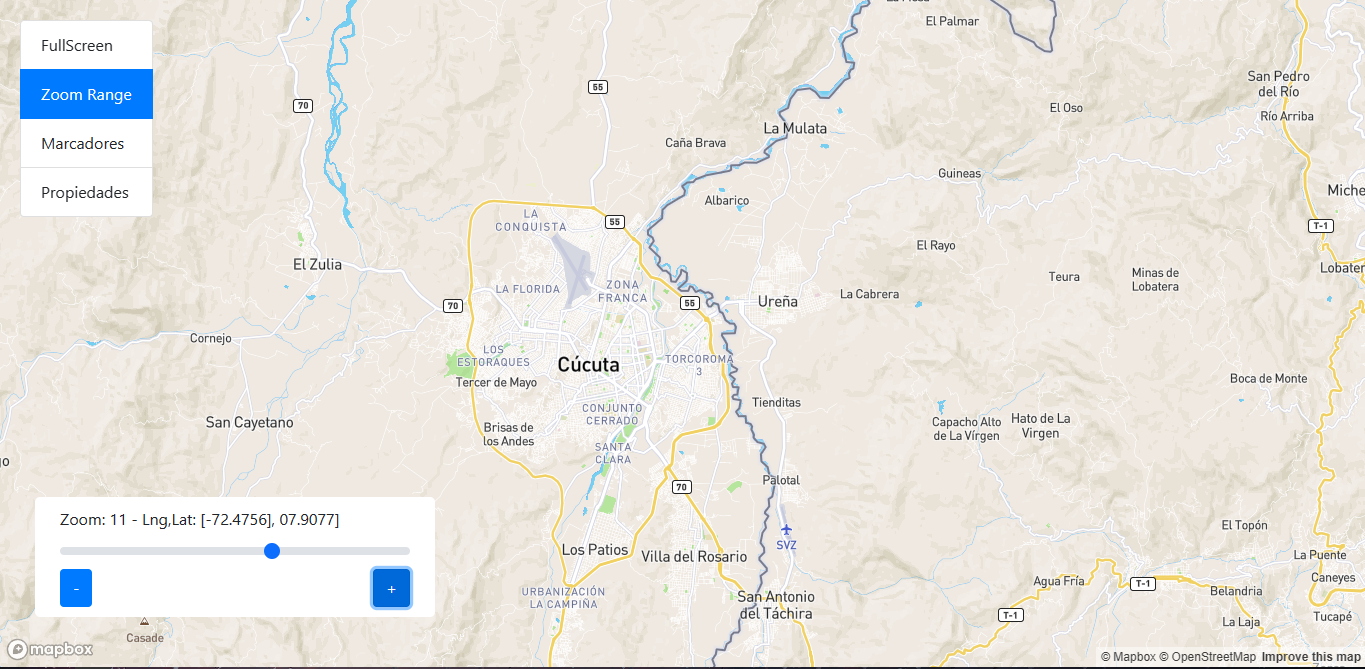 FullScreen
Zoom Range
Marcadores
Propiedades
El Palmar
San Pedro
del Río
Río Arriba
El Oso
70
55
La Mulata
Caña Brava
Guineas
Albarico
LA
CONQUISTA
55
T-1
El Rayo
El Zulia
Teura
Minas de
Lobatera
LA FLORIDA
ZONA
FRANCA
La Cabrera
70
55
Ureña
Cornejo
LOS
ESTORAQUES
Cúcuta
TORCOROMA
3
Tercer de Mayo
Boca de Monte
Tienditas
CONJUNTO
CERRADO
San Cayetano
Capacho Alto
de La Vírgen
Hato de La
Virgen
Brisas de
los Andes
SANTA
CLARA
70
Palotal
Zoom: 11 - Lng,Lat: [-72.4756], 07.9077]
-
+
SVZ
El Topón
Los Patios
Villa del Rosario
La Puente
URBANIZACIÓN
LA CAMPIÑA
San Antonio
del Táchira
Agua Fría
T-1
Caneyes
Belandria
T-1
Tucapé
La Laja
Casade
mapbox
© Mapbox © OpenStreetMap Improve this map